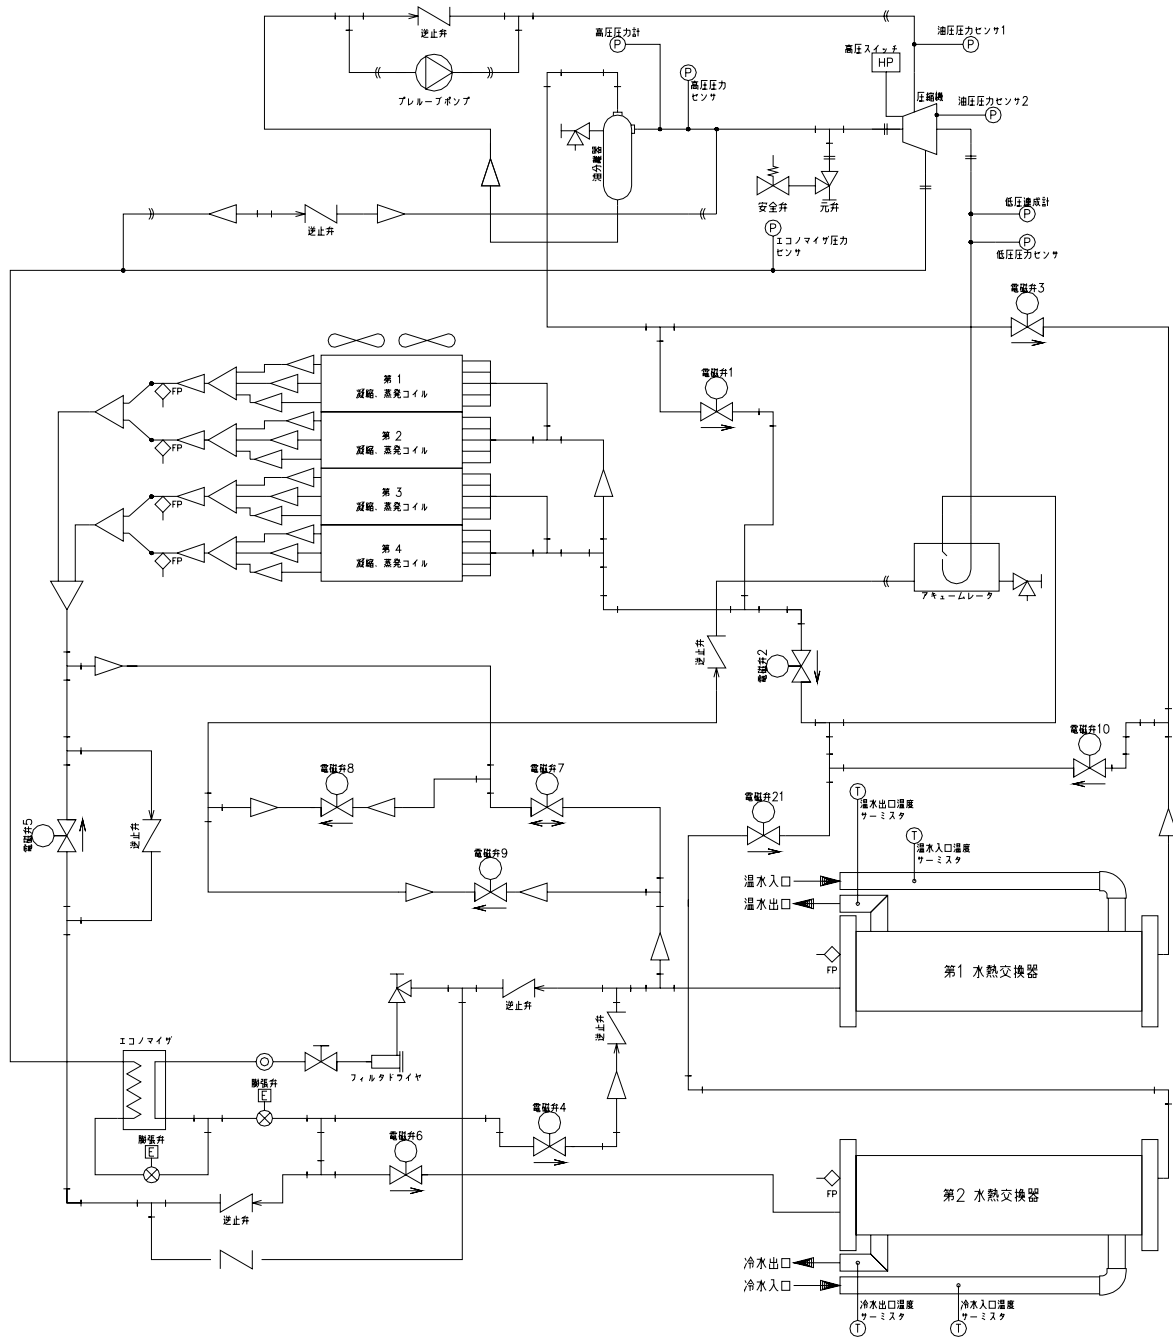 逆止弁
プレルーブポンプ
高圧圧力計
P
高圧圧力
センサ
P
油圧圧力センサ1
P
高圧スイッチ
HP
圧縮機
油圧圧力センサ2
P
油分離器
安全弁
元弁
逆止弁
エコノマイザ圧力
センサ
P
低圧連成計
P
低圧圧力センサ
P
電磁弁3
電磁弁1
第 1
凝縮、蒸発コイル
FP
第 2
凝縮、蒸発コイル
FP
第 3
凝縮、蒸発コイル
FP
第 4
凝縮、蒸発コイル
FP
アキュームレータ
逆止弁
電磁弁2
電磁弁10
電磁弁8
電磁弁7
電磁弁21
電磁弁5
逆止弁
電磁弁9
T
温水出口温度
サーミスタ
T
温水入口温度
サーミスタ
温水入口
温水出口
FP
第1 水熱交換器
逆止弁
逆止弁
エコノマイザ
フィルタドライヤ
膨張弁
E
膨張弁
E
電磁弁4
電磁弁6
逆止弁
FP
第2 水熱交換器
冷水出口
冷水入口
冷水出口温度
サーミスタ
T
冷水入口温度
サーミスタ
T